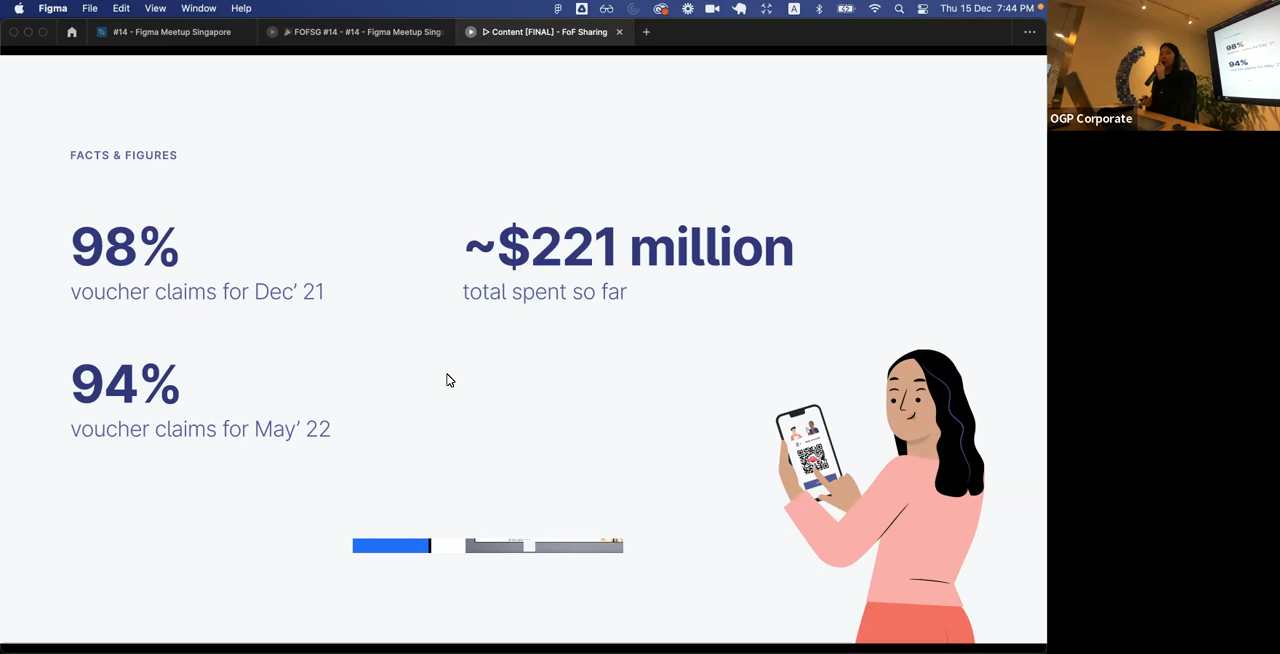 Figma File Edit View Window Help
Thu 15 Dec 7:44 PM
#14 - Figma Meetup Singapore
FOFSG #14 - #14 - Figma Meetup Sing
Content [FINAL] - FoF Sharing
FACTS & FIGURES
98%
voucher claims for Dec’ 21
~$221 million
total spent so far
94%
voucher claims for May’ 22
98%
94%
OGP Corporate